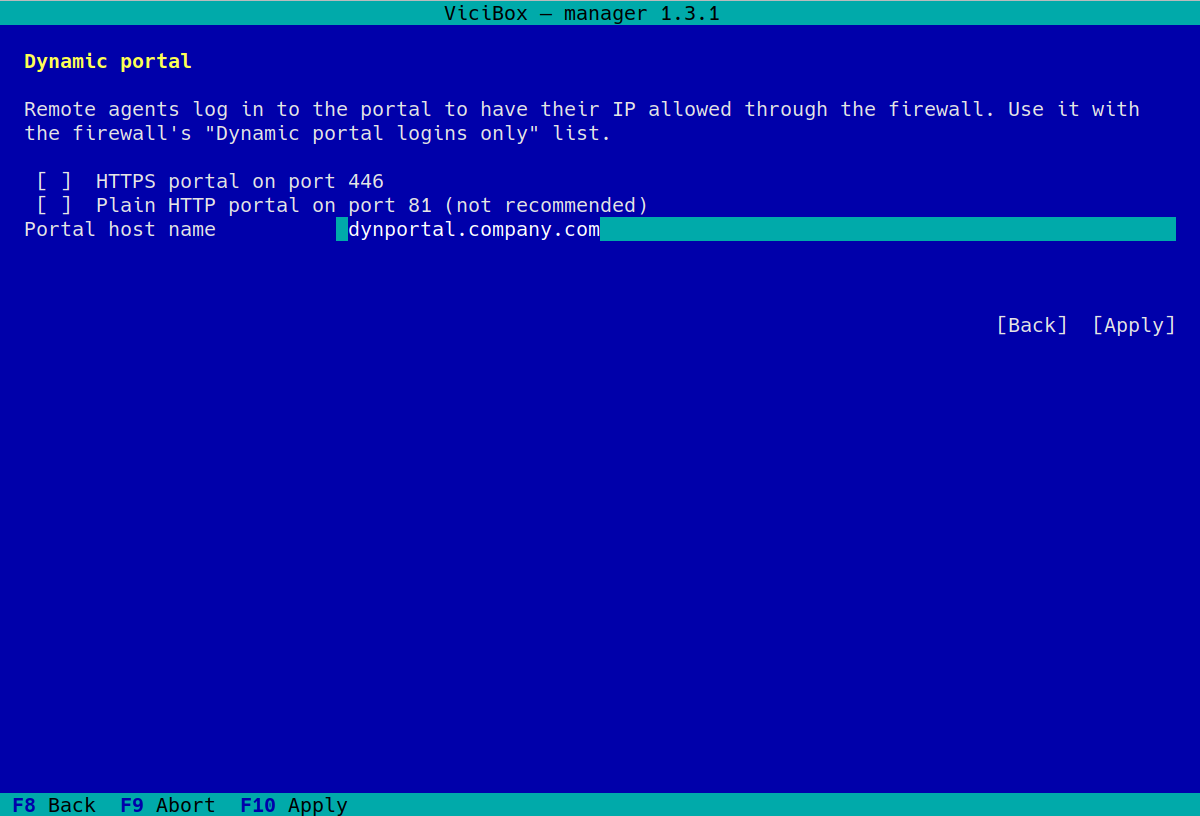 ViciBox — manager 1.3.1
Dynamic portal
Remote agents log in to the portal to have their IP allowed through the firewall. Use it with
the firewall's "Dynamic portal logins only" list.
[ ] HTTPS portal on port 446
[ ] Plain HTTP portal on port 81 (not recommended)
Portal host name dynportal.company.com
[Back] [Apply]
F8 Back F9 Abort F10 Apply